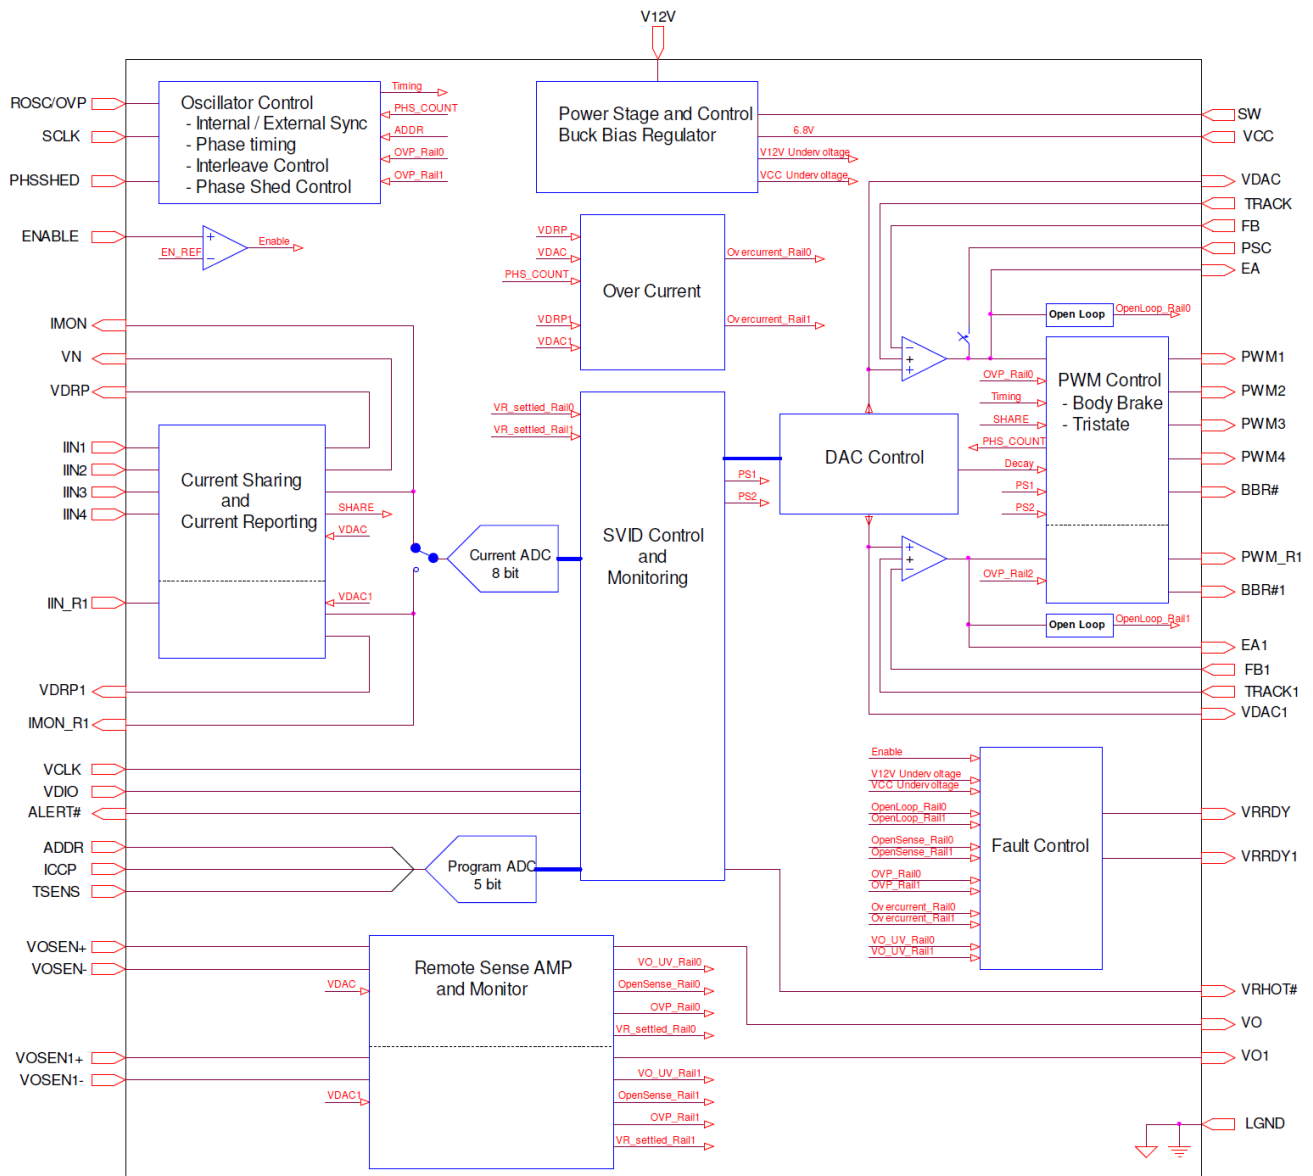 V12V
ROSC/OVP
SCLK
PHSSHED
ENABLE
IMON
VN
VDRP
IIN1
IIN2
IIN3
IIN4
IIN_R1
VDRP1
IMON_R1
VCLK
VDIO
ALERT#
ADDR
ICCP
TSENS
VOSEN+
VOSEN-
VOSEN1+
VOSEN1-
Oscillator Control
- Internal / External Sync
- Phase timing
- Interleave Control
- Phase Shed Control
Timing
PHS_COUNT
ADDR
OVP_Rail0
OVP_Rail1
+
EN_REF
-
Enable
Power Stage and Control
Buck Bias Regulator
6.8V
V12V Undervoltage
VCC Undervoltage
VDRP
VDAC
PHS_COUNT
VDRP1
VDAC1
Over Current
Overcurrent_Rail0
Overcurrent_Rail1
Current Sharing
and
Current Reporting
SHARE
VDAC
VDAC1
Current ADC
8 bit
VR_settled_Rail0
VR_settled_Rail1
SVID Control
and
Monitoring
PS1
PS2
Program ADC
5 bit
DAC Control
-
+
+
+
+
-
Open Loop
OpenLoop_Rail0
OVP_Rail0
Timing
SHARE
PHS_COUNT
Decay
PS1
PS2
OVP_Rail2
PWM Control
- Body Brake
- Tristate
Open Loop
OpenLoop_Rail1
Enable
V12V Undervoltage
VCC Undervoltage
OpenLoop_Rail0
OpenLoop_Rail1
OpenSense_Rail0
OpenSense_Rail1
OVP_Rail0
OVP_Rail1
Overcurrent_Rail0
Overcurrent_Rail1
VO_UV_Rail0
VO_UV_Rail1
Fault Control
VDAC
VDAC1
Remote Sense AMP
and Monitor
VO_UV_Rail0
OpenSense_Rail0
OVP_Rail0
VR_settled_Rail0
VO_UV_Rail1
OpenSense_Rail1
OVP_Rail1
VR_settled_Rail1
SW
VCC
VDAC
TRACK
FB
PSC
EA
PWM1
PWM2
PWM3
PWM4
BBR#
PWM_R1
BBR#1
EA1
FB1
TRACK1
VDAC1
VRRDY
VRRDY1
VRHOT#
VO
VO1
LGND